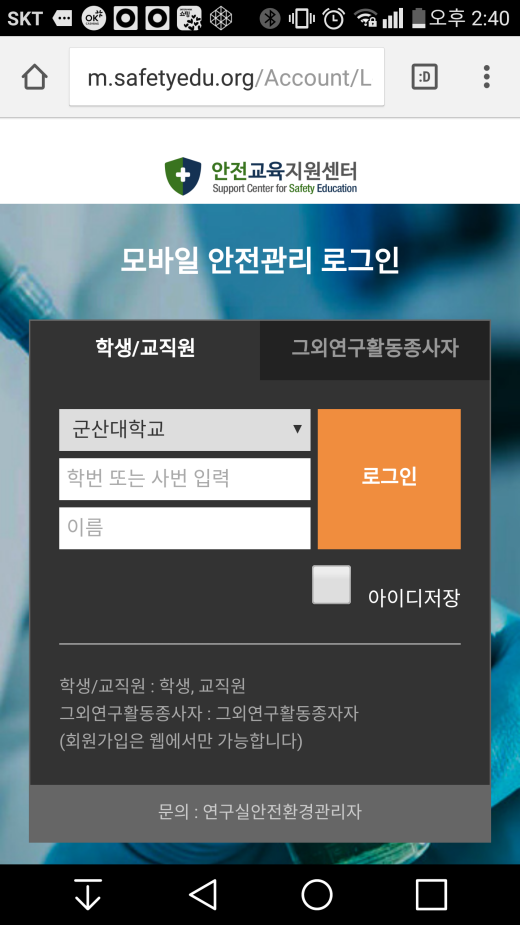 SKT 오후 2:40
m.safetyedu.org/Account/L
:D
안전교육지원센터
Support Center for Safety Education
모바일 안전관리 로그인
학생/교직원 그외연구활동종사자
군산대학교
학번 또는 사번 입력
이름
로그인
아이디저장
학생/교직원 : 학생, 교직원
그외연구활동종사자 : 그외연구활동종자자
(회원가입은 웹에서만 가능합니다)
문의 : 연구실안전환경관리자